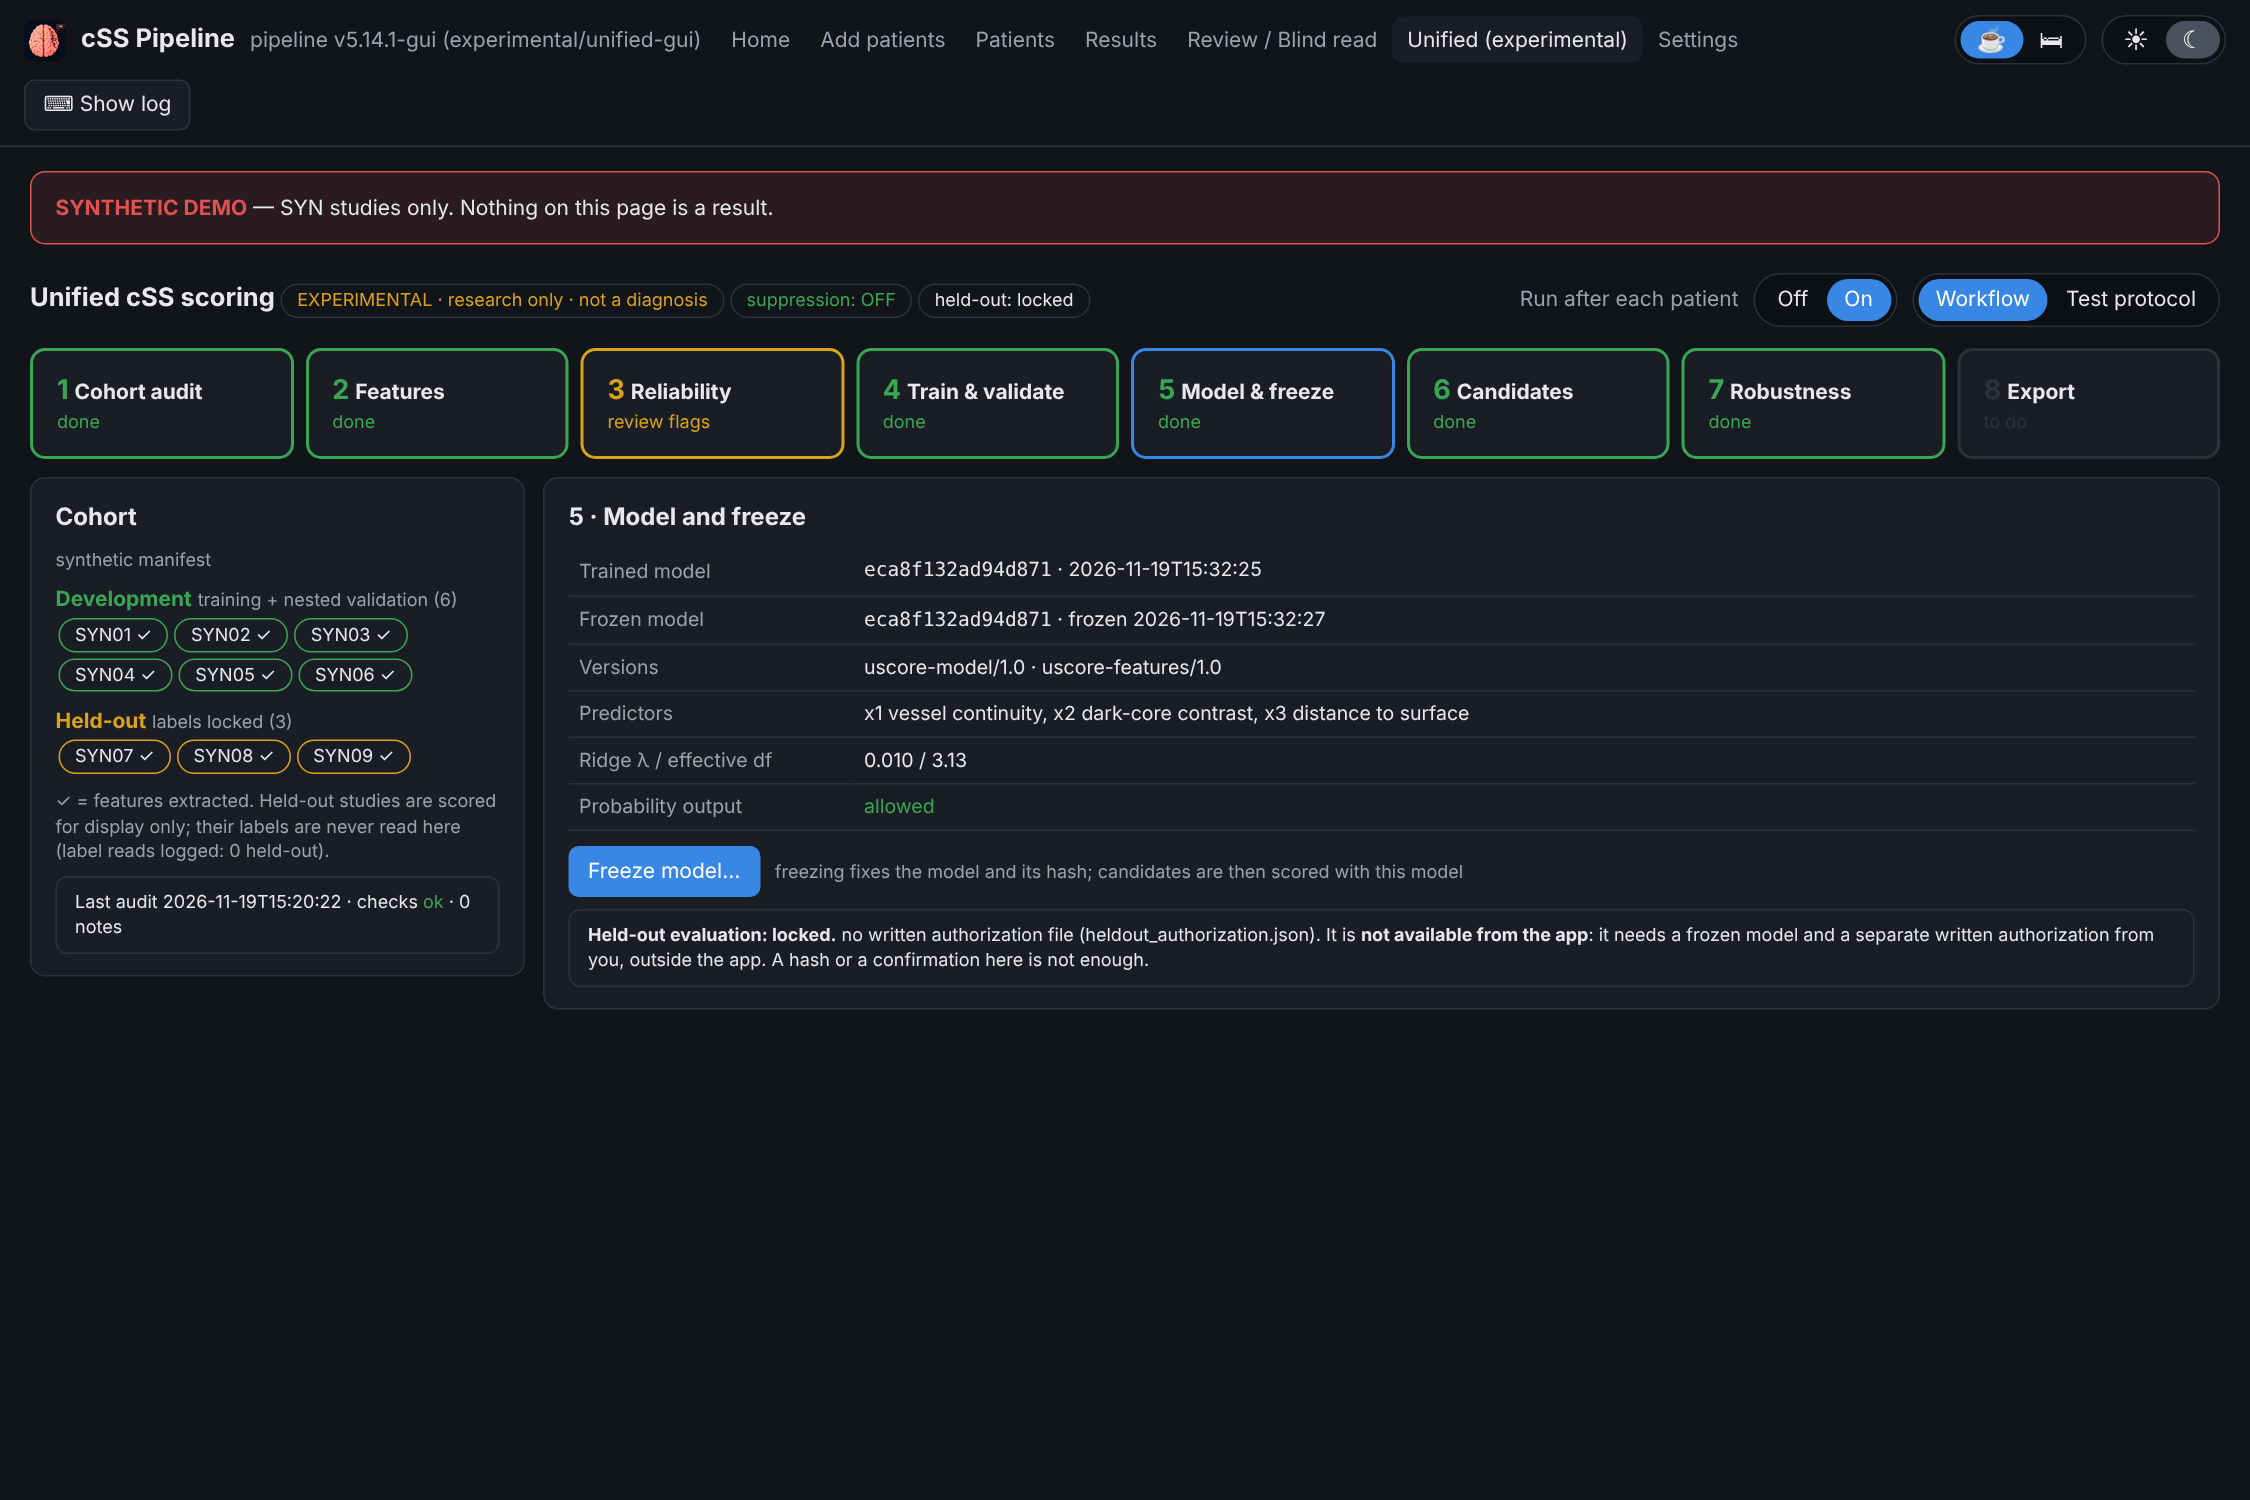 cSS Pipeline pipeline v5.14.1-gui (experimental/unified-gui) Home Add patients Patients Results Review / Blind read Unified (experimental) Settings
Show log
SYNTHETIC DEMO — SYN studies only. Nothing on this page is a result.
Unified cSS scoring EXPERIMENTAL · research only · not a diagnosis suppression: OFF held-out: locked Run after each patient Off On Workflow Test protocol
1 Cohort audit
done
2 Features
done
3 Reliability
review flags
4 Train & validate
done
5 Model & freeze
done
6 Candidates
done
7 Robustness
done
8 Export
to do
Cohort
synthetic manifest
Development training + nested validation (6)
SYN01 ✓ SYN02 ✓ SYN03 ✓
SYN04 ✓ SYN05 ✓ SYN06 ✓
Held-out labels locked (3)
SYN07 ✓ SYN08 ✓ SYN09 ✓
✓ = features extracted. Held-out studies are scored
for display only; their labels are never read here
(label reads logged: 0 held-out).
Last audit 2026-11-19T15:20:22 · checks ok · 0
notes
5 · Model and freeze
Trained model eca8f132ad94d871 · 2026-11-19T15:32:25
Frozen model eca8f132ad94d871 · frozen 2026-11-19T15:32:27
Versions uscore-model/1.0 · uscore-features/1.0
Predictors x1 vessel continuity, x2 dark-core contrast, x3 distance to surface
Ridge λ / effective df 0.010 / 3.13
Probability output allowed
Freeze model... freezing fixes the model and its hash; candidates are then scored with this model
Held-out evaluation: locked. no written authorization file (heldout_authorization.json). It is not available from the app: it needs a frozen model and a separate written authorization from
you, outside the app. A hash or a confirmation here is not enough.